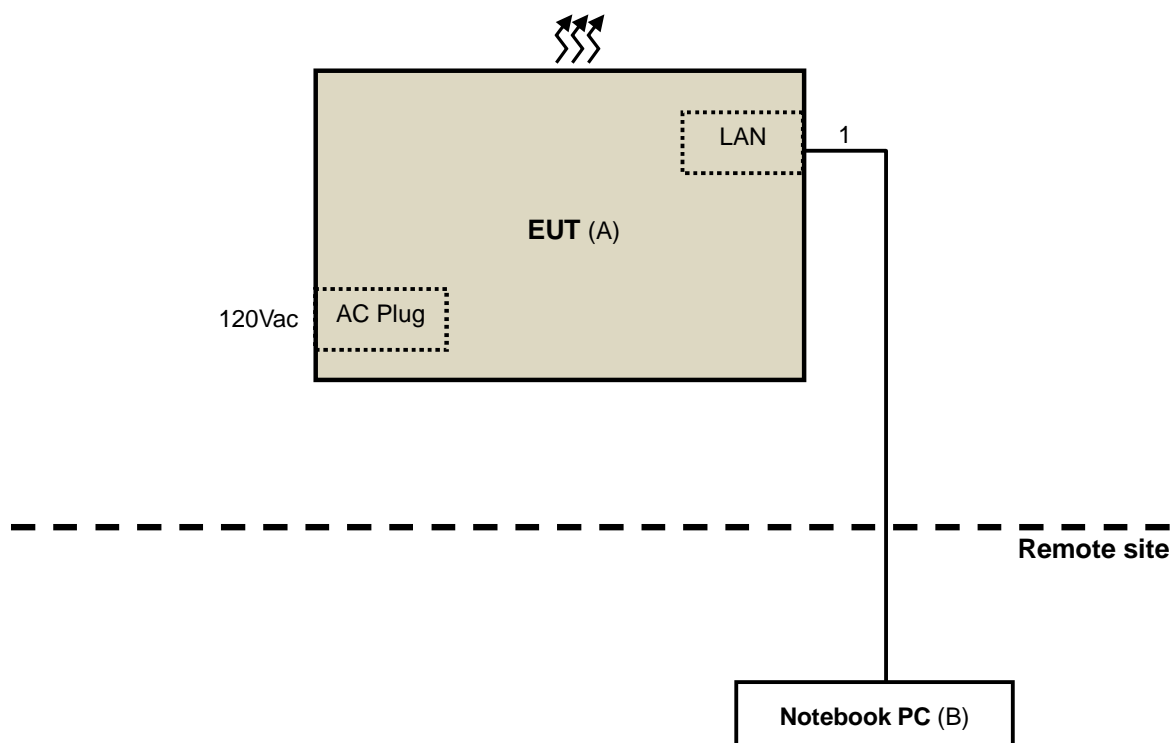 LAN
1
EUT (A)
120Vac
AC Plug
Remote site
Notebook PC (B)